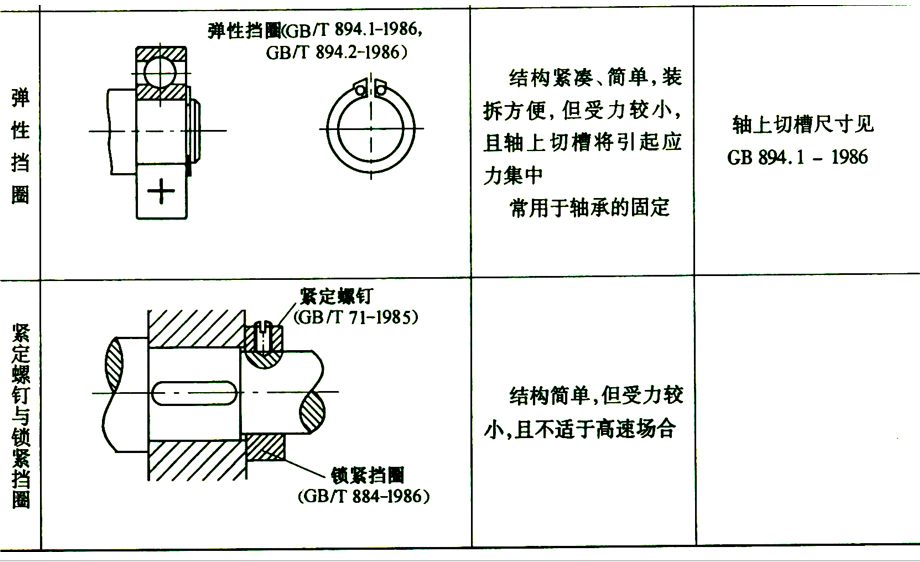 弹性挡圈
弹性挡圈(GB/T 894.1-1986,
GB/T 894.2-1986)
结构紧凑、简单,装
拆方便,但受力较小,
且轴上切槽将引起应
力集中
常用于轴承的固定
轴上切槽尺寸见
GB 894.1 - 1986
紧定螺钉与锁紧挡圈
紧定螺钉
(GB/T 71-1985)
锁紧挡圈
(GB/T 884-1986)
结构简单,但受力较
小,且不适于高速场合